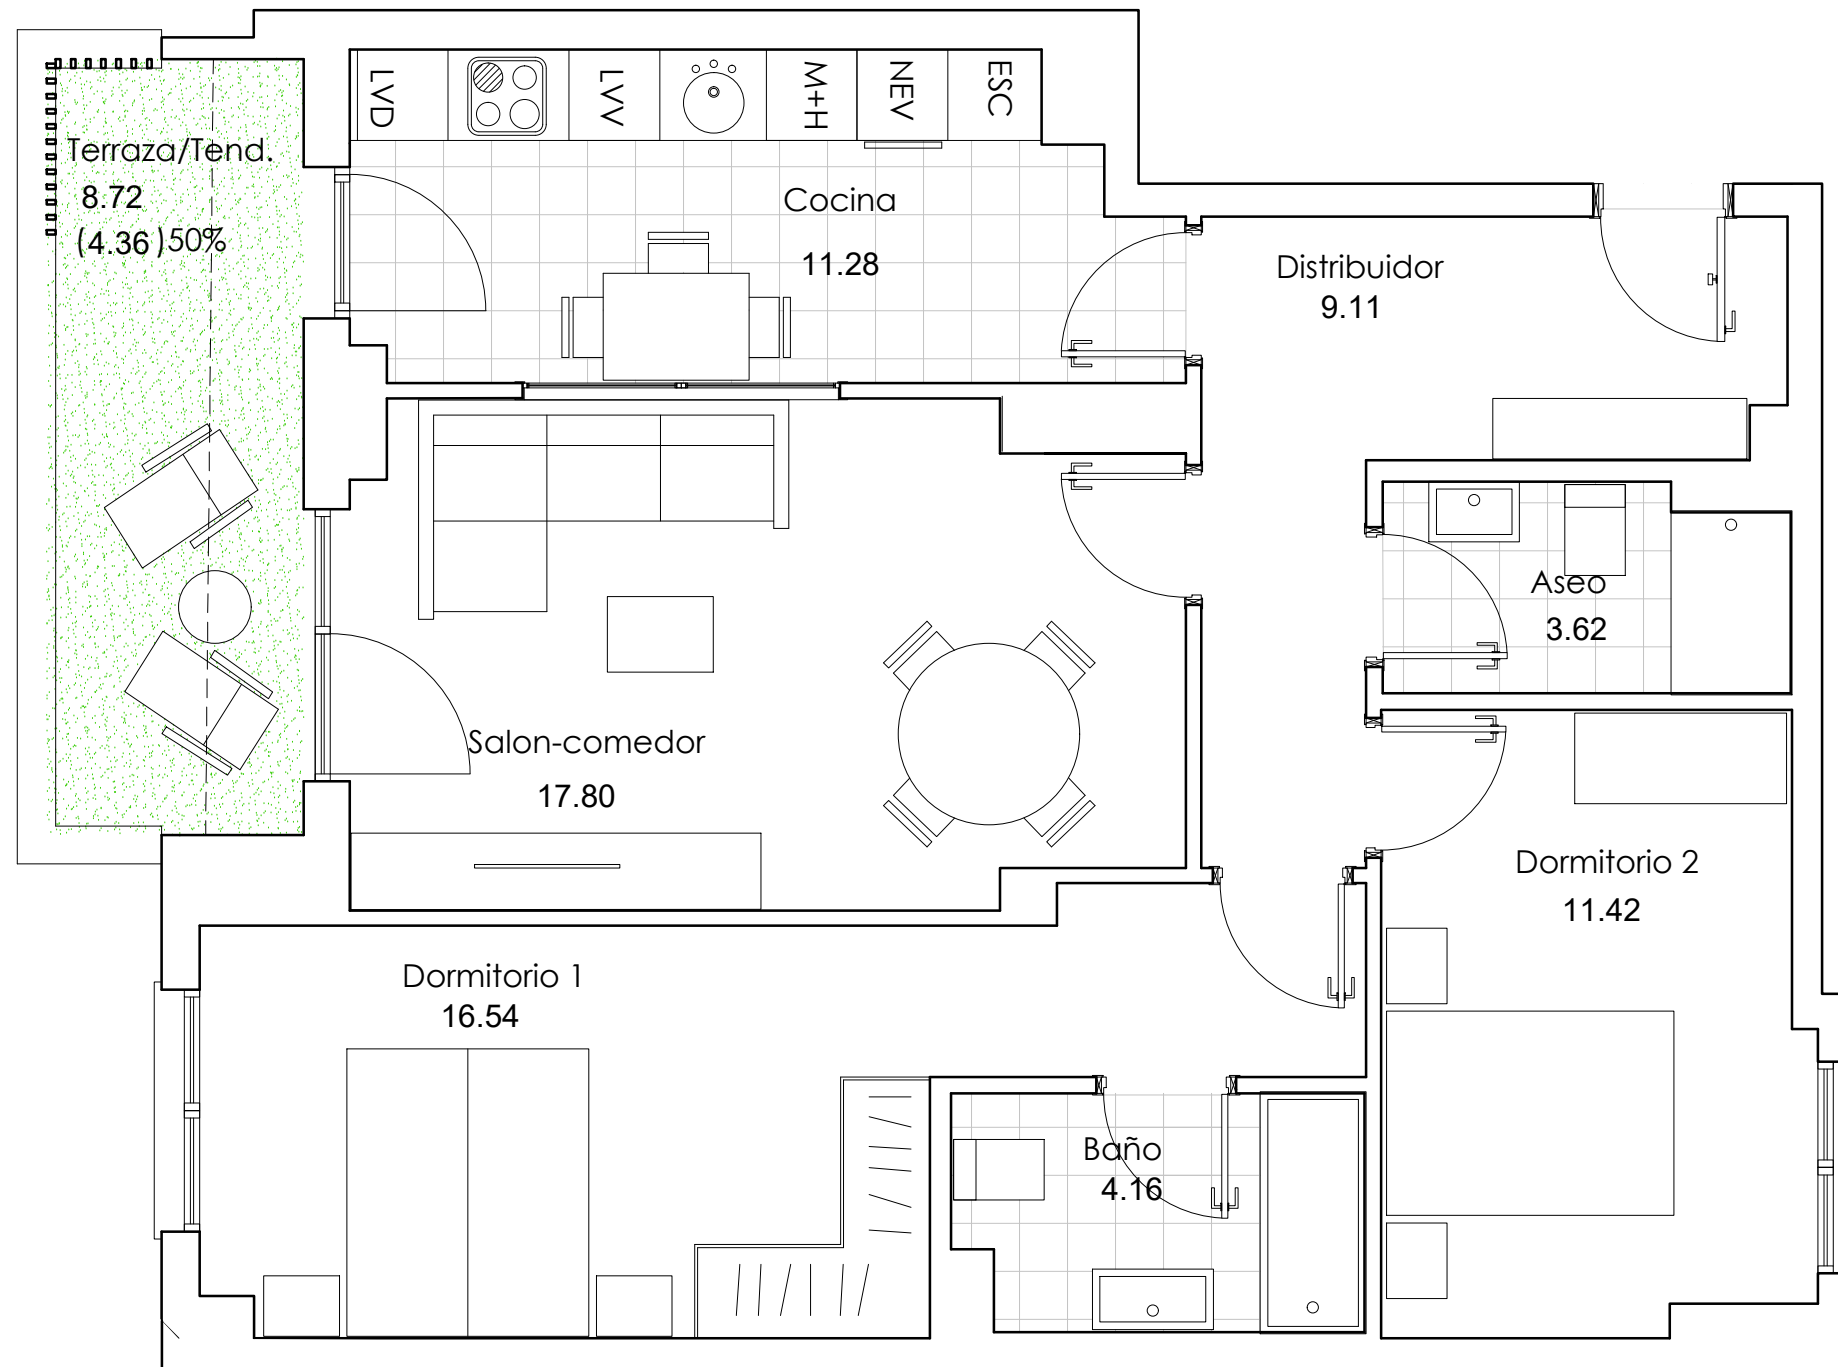 LVD
LVV
M+H
NEV
ESC
Terraza/Tend.
8.72
(4.36)50%
Cocina
11.28
Distribuidor
9.11
Aseo
3.62
Salon-comedor
17.80
Dormitorio 2
11.42
Dormitorio 1
16.54
Baño
4.16